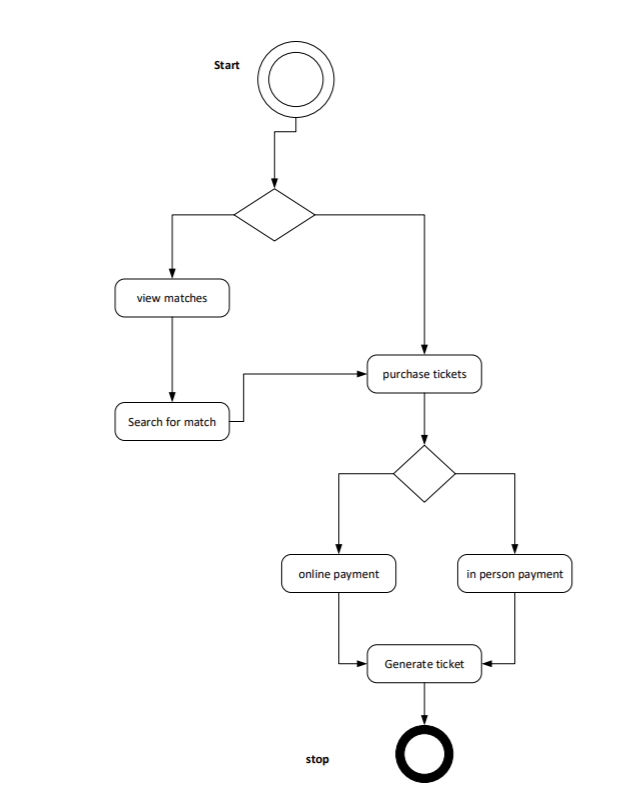 Start
view matches
purchase tickets
Search for match
online payment
in person payment
Generate ticket
stop